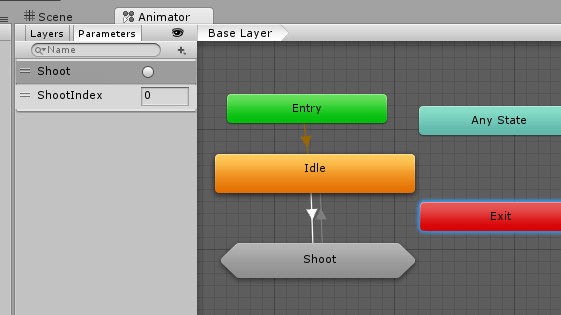 Scene Animator
Layers Parameters Base Layer
Name
Shoot
ShootIndex 0
Entry
Any State
Idle
Exit
Shoot